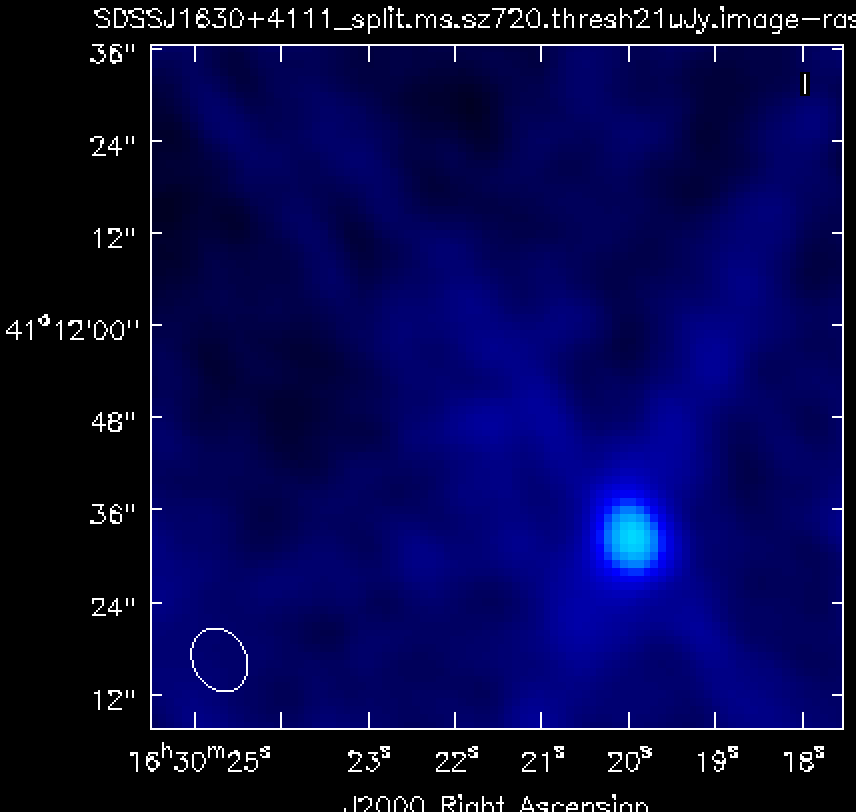 SDSSJ1630+4111_split.ms.sz720.thresh21uJy.image-ras
36"
24"
12"
41°12'00"
48"
36"
24"
12"
16h30m25s 23s 22s 21s 20s 19s 18s
J2000 Right Ascension